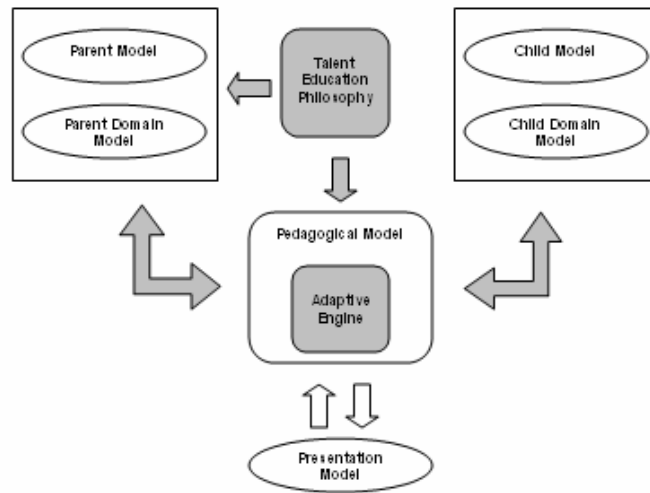 Parent Model
Parent Domain
Model
Talent
Education
Philosophy
Child Model
Child Domain
Model
Pedagogical Model
Adaptive
Engine
Presentation
Model